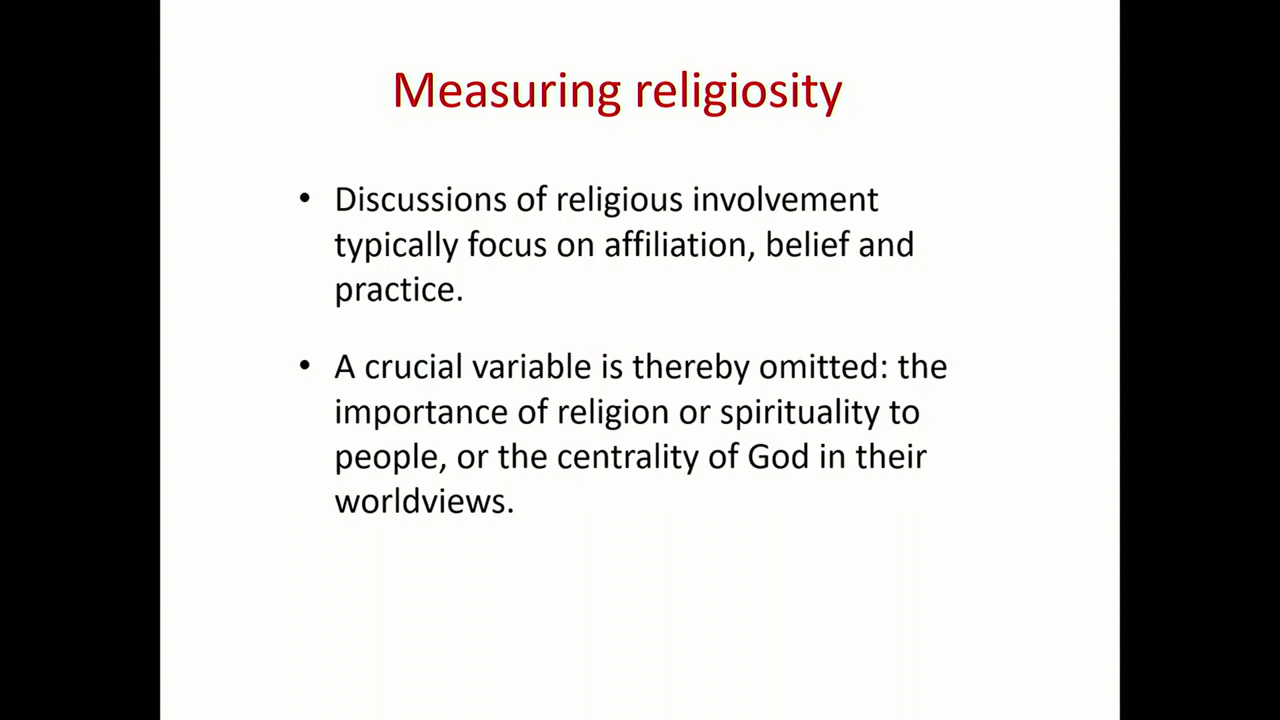 Measuring religiosity
• Discussions of religious involvement
typically focus on affiliation, belief and
practice.
• A crucial variable is thereby omitted: the
importance of religion or spirituality to
people, or the centrality of God in their
worldviews.